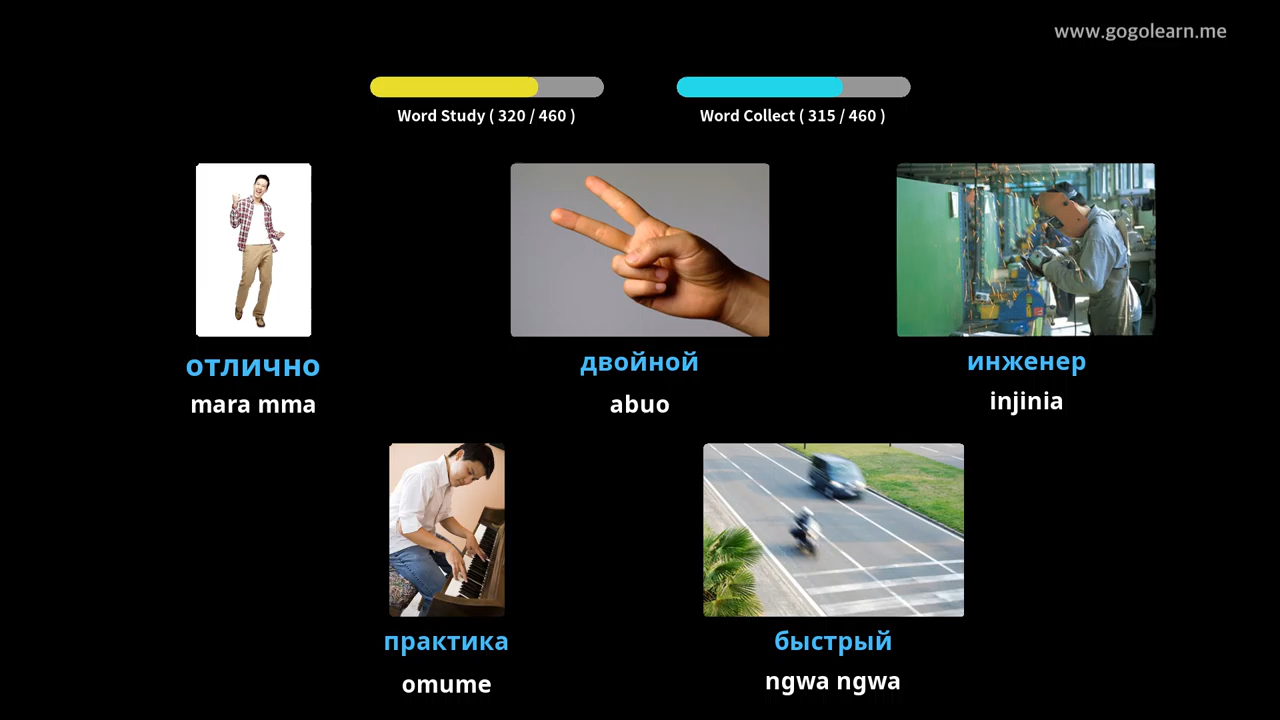 www.gogolearn.me
Word Study ( 320 / 460 )
Word Collect ( 315 / 460 )
отлично
mara mma
двойной
abuo
инженер
injinia
практика
omume
быстрый
ngwa ngwa